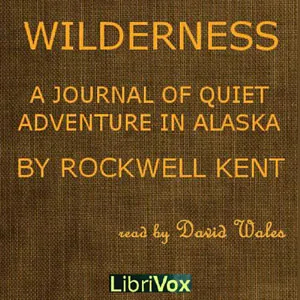 WILDERNESS
A JOURNAL OF QUIET
ADVENTURE IN ALASKA
BY ROCKWELL KENT
read by David Wales
LibriVox